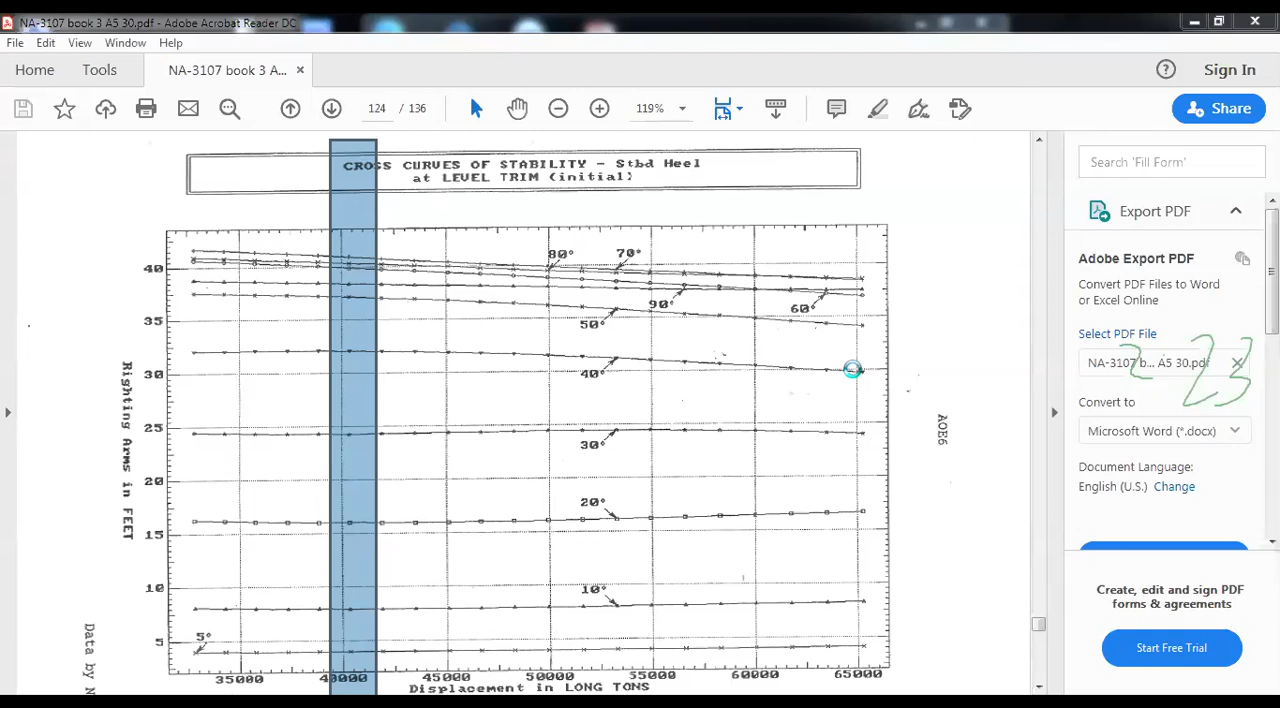 NA-3107 book 3 A5 30.pdf - Adobe Acrobat Reader DC
File Edit View Window Help
Home Tools NA-3107 book 3 A... × Sign In
124 / 136 119% Share
CROSS CURVES OF STABILITY - Stbd Heel
at LEVEL TRIM (initial)
40
35
30
25
20
15
10
5
80° 70°
90° 60°
50°
40°
30°
20°
10°
5°
Righting Arms in FEET
35000 40000 45000 50000 55000 60000 65000
Displacement in LONG TONS
AOE6
Data by N
Search 'Fill Form'
Export PDF
Adobe Export PDF
Convert PDF Files to Word
or Excel Online
Select PDF File
NA-3107 b... A5 30.pdf
2 23
Convert to
Microsoft Word (*.docx)
Document Language:
English (U.S.) Change
Create, edit and sign PDF
forms & agreements
Start Free Trial